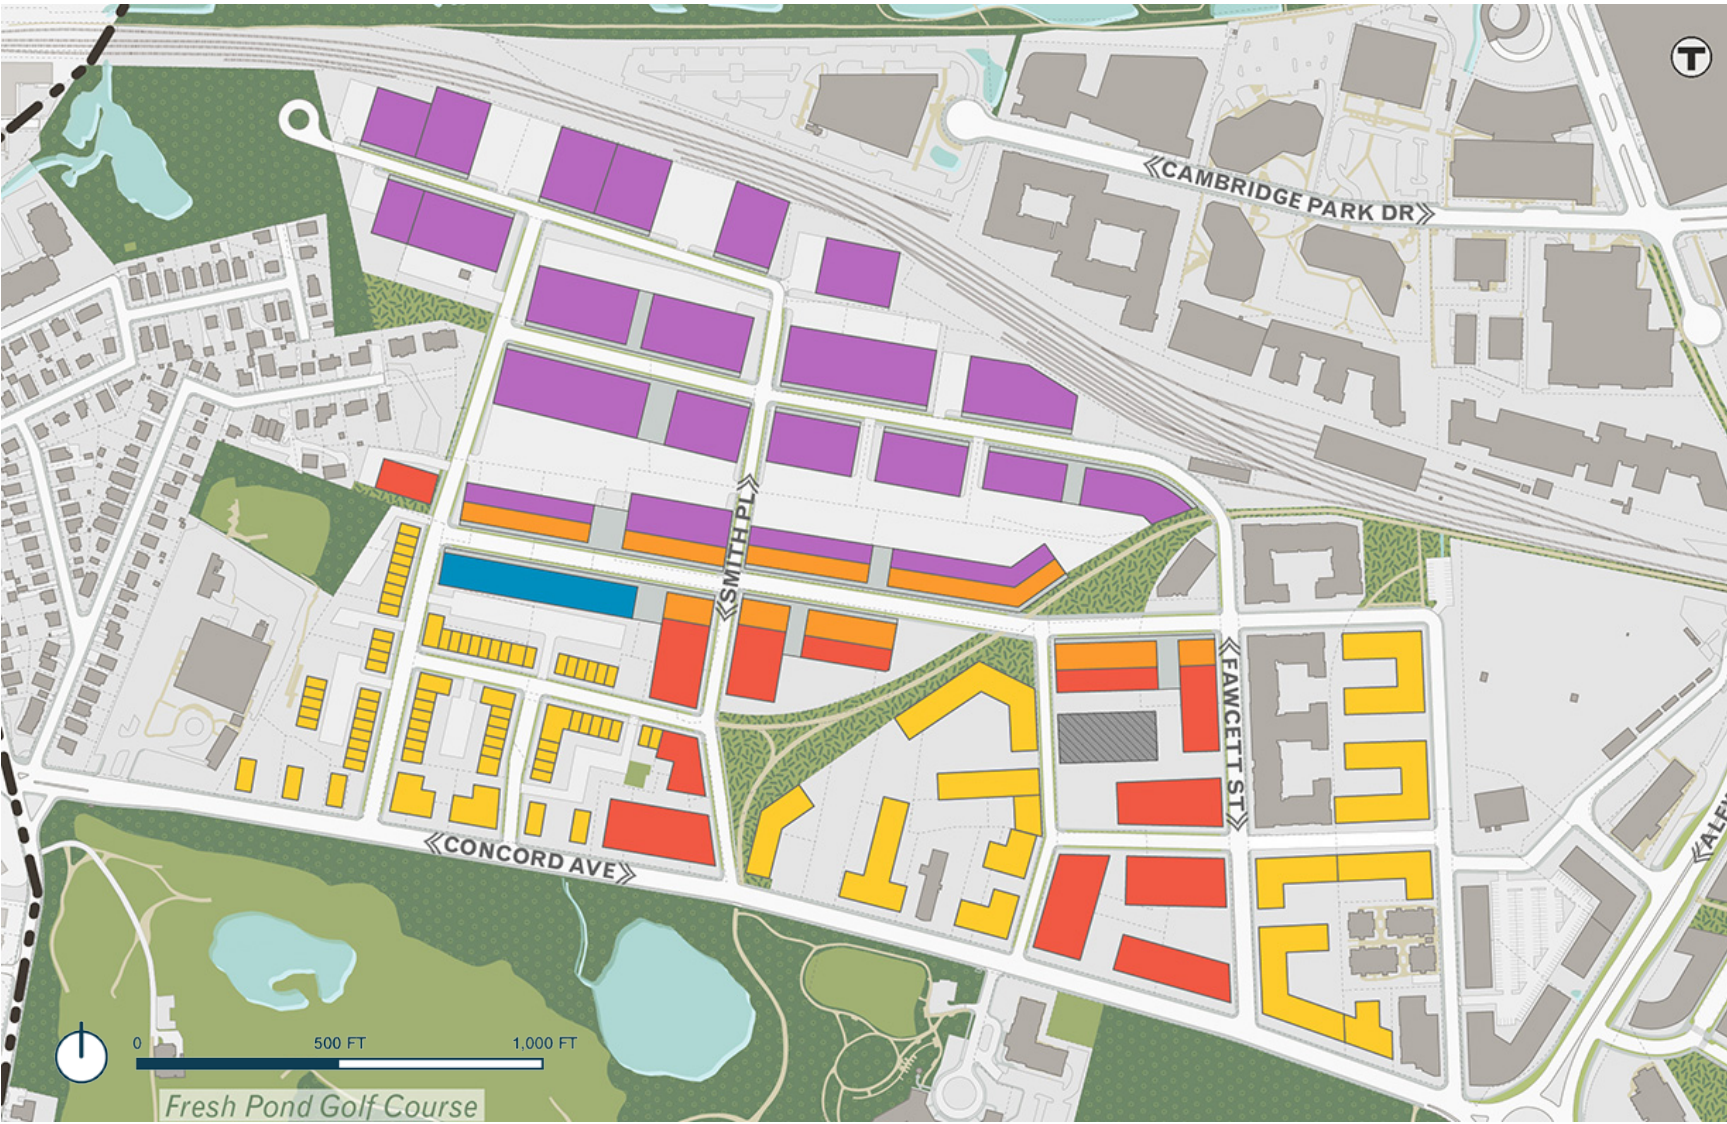 T
CAMBRIDGE PARK DR
SMITH PL
FAWCETT ST
CONCORD AVE
0 500 FT 1,000 FT
Fresh Pond Golf Course